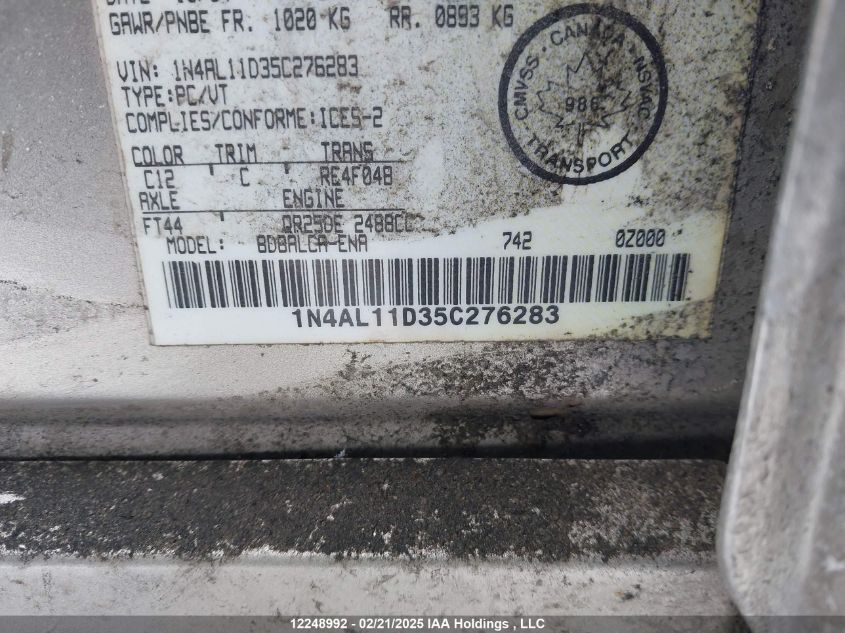 GAWR/PNBE FR. 1020 KG RR. 0893 KG
VIN: 1N4AL11D35C276283
TYPE:PC/VT
COMPLIES/CONFORME:ICES-2
COLOR TRIM TRANS
C12 C RE4F04B
AXLE ENGINE
FT44 QR25DE 2488CC
MODEL: BDBALCA-ENA 742 0Z000
1N4AL11D35C276283
CMVSS · CANADA · NSVAC
986
TRANSPORT
12248992 - 02/21/2025 IAA Holdings , LLC